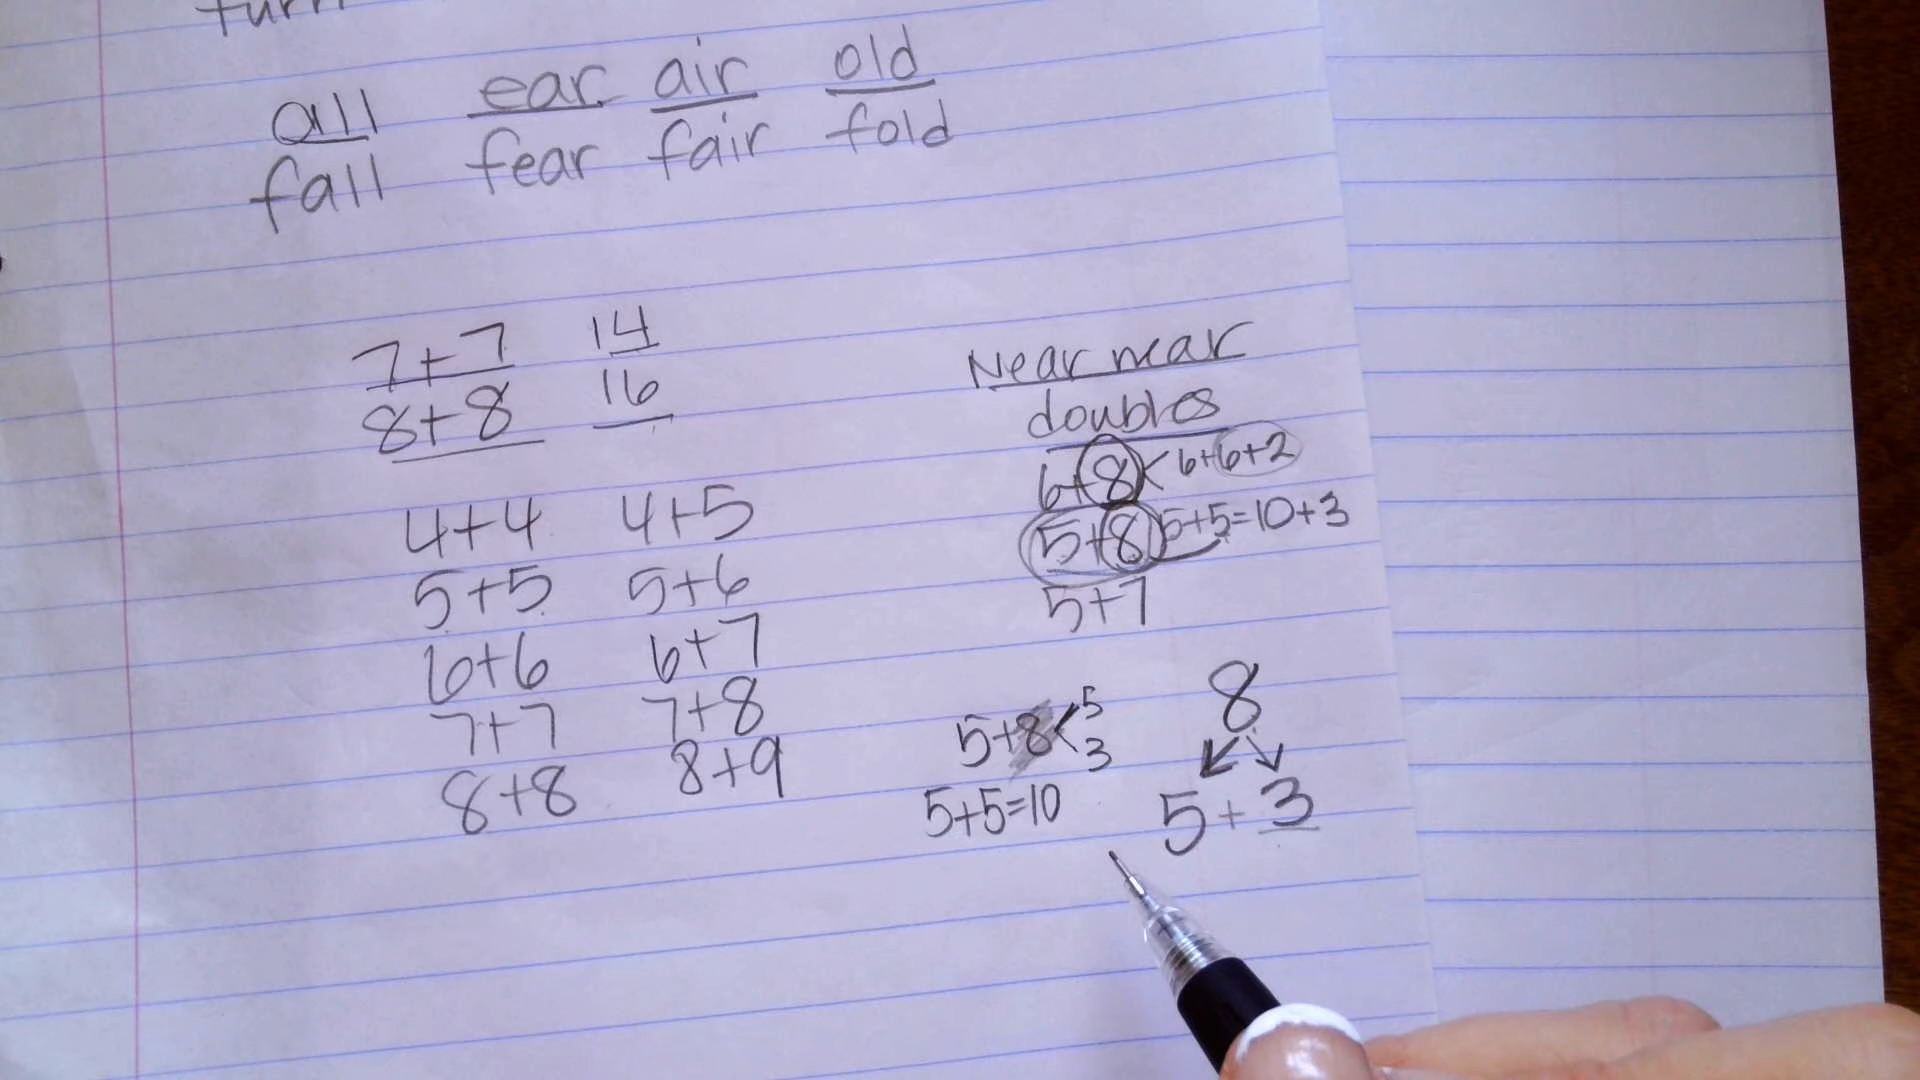 turn
all ear air old
fall fear fair fold
7+7 14
8+8 16
4+4 4+5
5+5 5+6
6+6 6+7
7+7 7+8
8+8 8+9
Near near
doubles
6+8 < 6+6+2
5+8 5+5=10+3
5+7
5+8 < 5
3
5+5=10
8
5+3